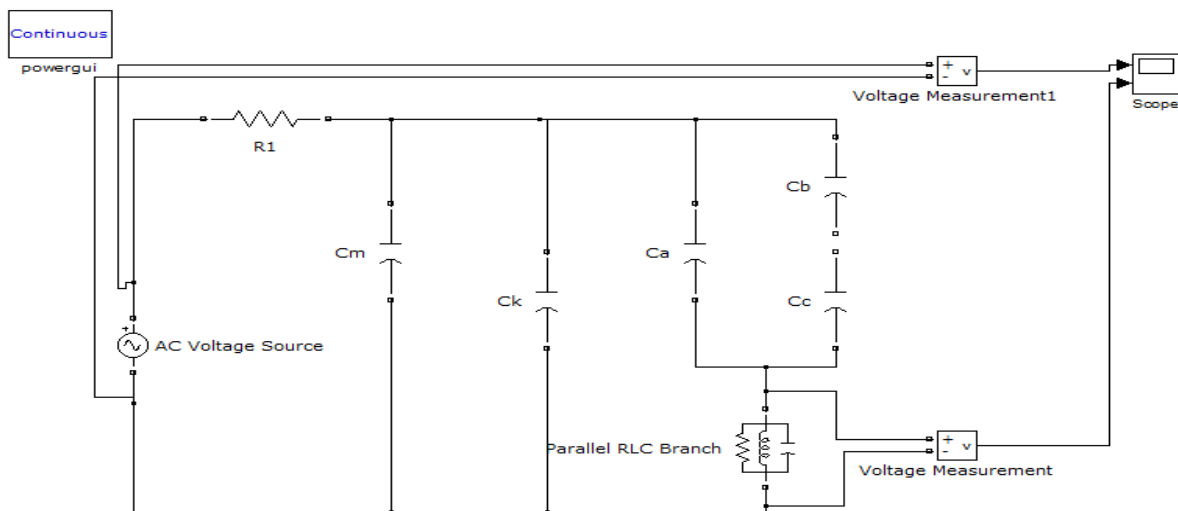 Continuous
powergui
+
-
v
Voltage Measurement1
Scope
R1
Cb
Cm
Ca
Ck
Cc
+
AC Voltage Source
Parallel RLC Branch
+
-
v
Voltage Measurement